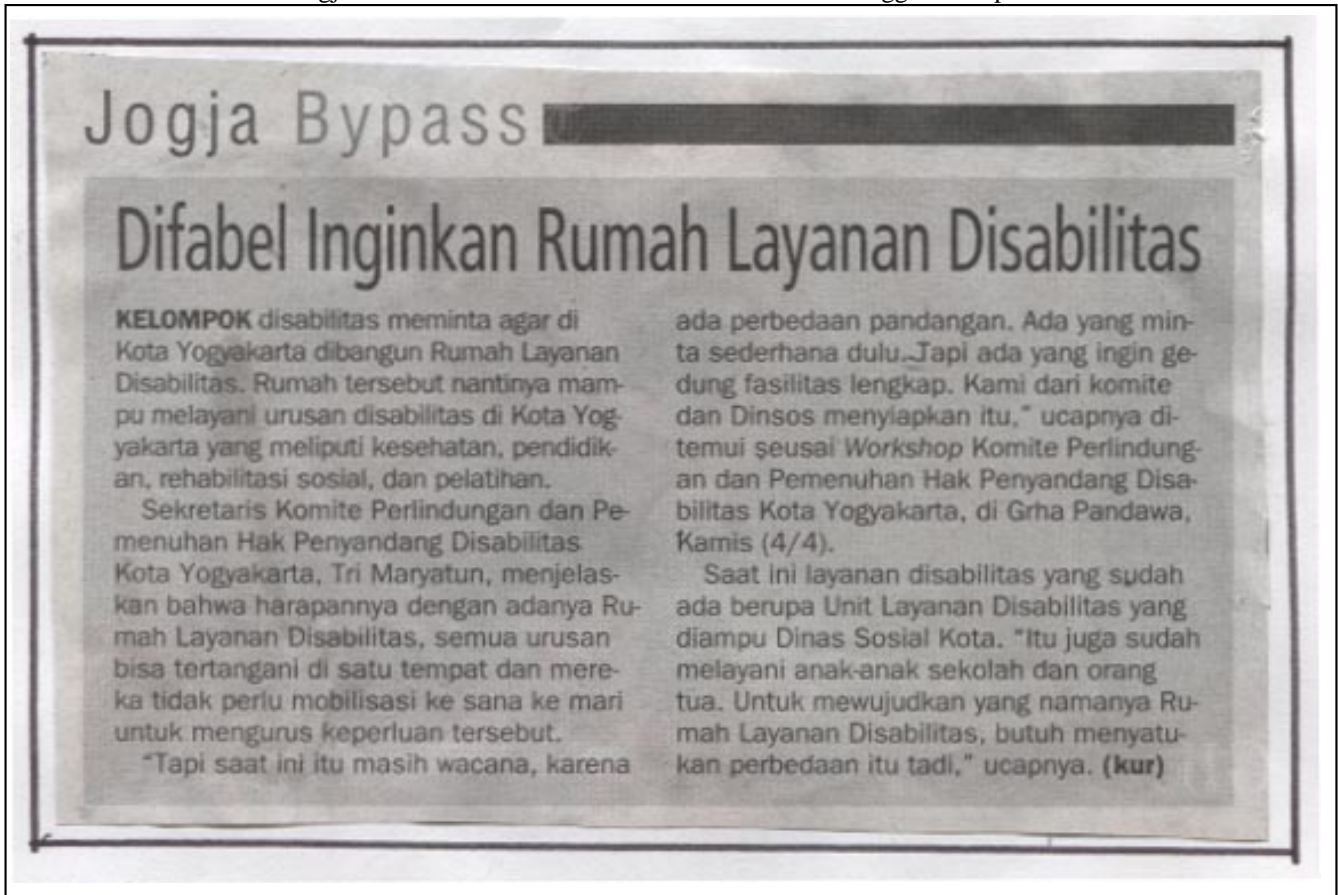 Jogja Bypass
Difabel Inginkan Rumah Layanan Disabilitas
KELOMPOK disabilitas meminta agar di
Kota Yogyakarta dibangun Rumah Layanan
Disabilitas. Rumah tersebut nantinya mam-
pu melayani urusan disabilitas di Kota Yog-
yakarta yang meliputi kesehatan, pendidik-
an, rehabilitasi sosial, dan pelatihan.
Sekretaris Komite Perlindungan dan Pe-
menuhan Hak Penyandang Disabilitas
Kota Yogyakarta, Tri Maryatun, menjelas-
kan bahwa harapannya dengan adanya Ru-
mah Layanan Disabilitas, semua urusan
bisa tertangani di satu tempat dan mere-
ka tidak perlu mobilisasi ke sana ke mari
untuk mengurus keperluan tersebut.
"Tapi saat ini itu masih wacana, karena
ada perbedaan pandangan. Ada yang min-
ta sederhana dulu. Tapi ada yang ingin ge-
dung fasilitas lengkap. Kami dari komite
dan Dinsos menyiapkan itu," ucapnya di-
temui seusai Workshop Komite Perlindung-
an dan Pemenuhan Hak Penyandang Disa-
bilitas Kota Yogyakarta, di Grha Pandawa,
Kamis (4/4).
Saat ini layanan disabilitas yang sudah
ada berupa Unit Layanan Disabilitas yang
diampu Dinas Sosial Kota. "Itu juga sudah
melayani anak-anak sekolah dan orang
tua. Untuk mewujudkan yang namanya Ru-
mah Layanan Disabilitas, butuh menyatu-
kan perbedaan itu tadi," ucapnya. (kur)